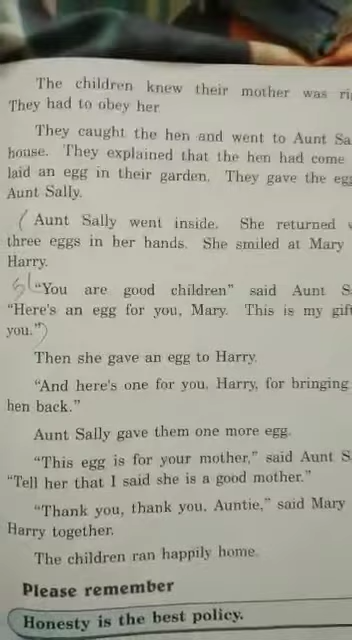 The children knew their mother was
They had to obey her
They caught the hen and went to Aunt
house. They explained that the hen had come
laid an egg in their garden. They gave the
Aunt Sally.
Aunt Sally went inside. She returned
three eggs in her hands. She smiled at Mary
Harry.
"You are good children" said Aunt
"Here's an egg for you, Mary. This is my
you."
Then she gave an egg to Harry.
"And here's one for you, Harry, for bringing
hen back."
Aunt Sally gave them one more egg.
"This egg is for your mother," said Aunt
"Tell her that I said she is a good mother."
"Thank you, thank you, Auntie," said Mary
Harry together.
The children ran happily home.
Please remember
Honesty is the best policy.